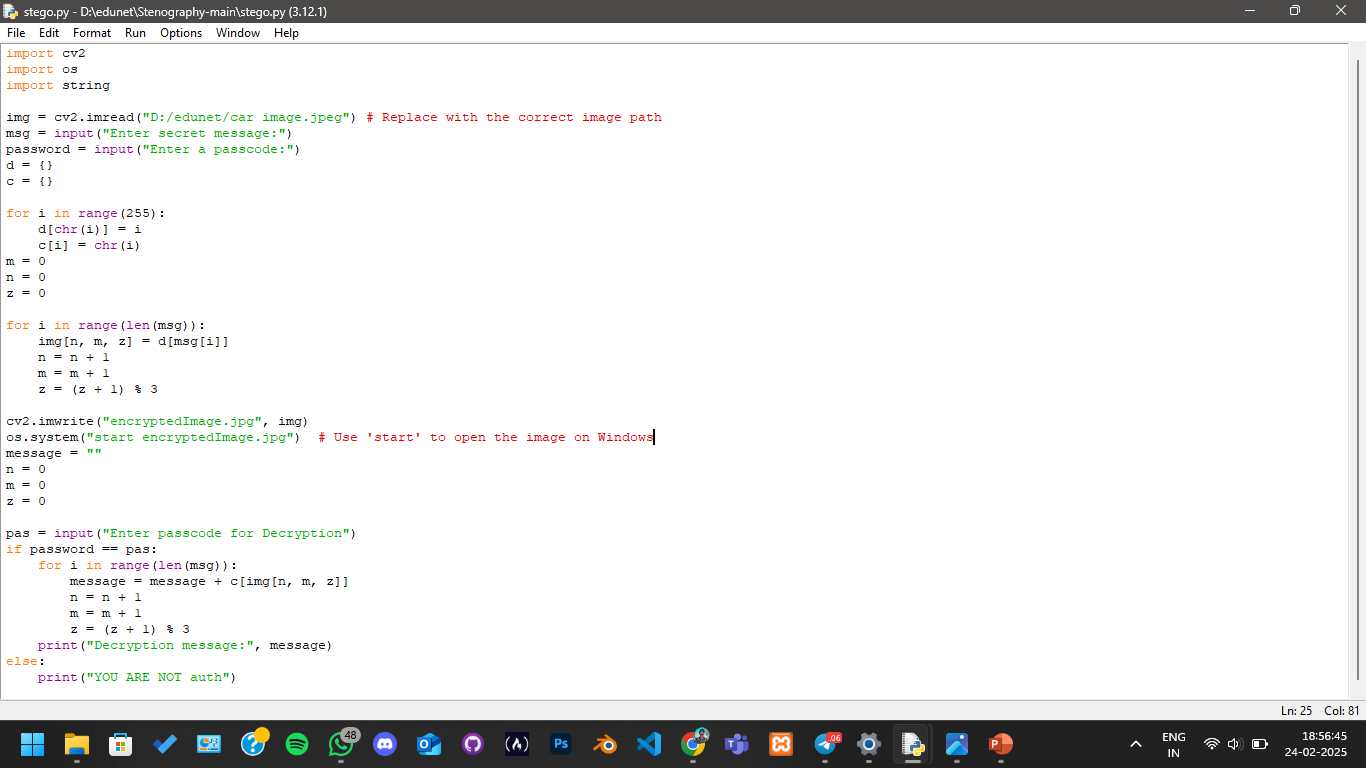 stego.py - D:\edunet\Stenography-main\stego.py (3.12.1)
File Edit Format Run Options Window Help
import cv2
import os
import string
img = cv2.imread("D:/edunet/car image.jpeg") # Replace with the correct image path
msg = input("Enter secret message:")
password = input("Enter a passcode:")
d = {}
c = {}
for i in range(255):
    d[chr(i)] = i
    c[i] = chr(i)
m = 0
n = 0
z = 0
for i in range(len(msg)):
    img[n, m, z] = d[msg[i]]
    n = n + 1
    m = m + 1
    z = (z + 1) % 3
cv2.imwrite("encryptedImage.jpg", img)
os.system("start encryptedImage.jpg")  # Use 'start' to open the image on Windows
message = ""
n = 0
m = 0
z = 0
pas = input("Enter passcode for Decryption")
if password == pas:
    for i in range(len(msg)):
        message = message + c[img[n, m, z]]
        n = n + 1
        m = m + 1
        z = (z + 1) % 3
    print("Decryption message:", message)
else:
    print("YOU ARE NOT auth")
Ln: 25 Col: 81
48
Ps
.06
P
ENG
IN
18:56:45
24-02-2025